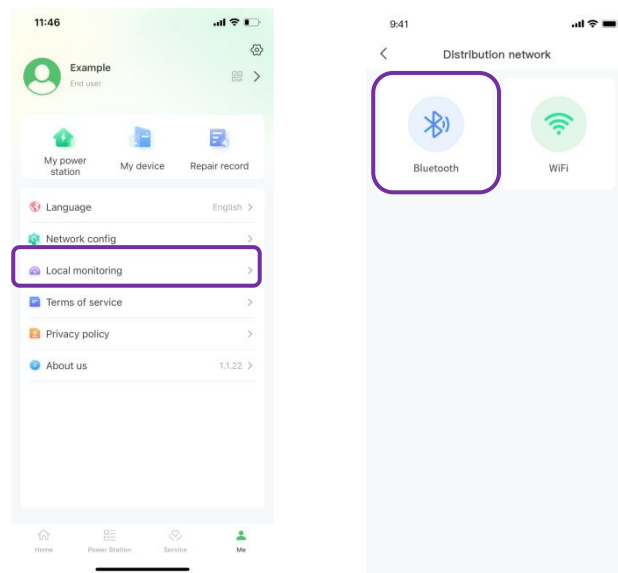 11:46
Example
End user
My power
station
My device
Repair record
Language
English
Network config
Local monitoring
Terms of service
Privacy policy
About us
1.1.22
Home
Power Station
Service
Me
9:41
Distribution network
Bluetooth
WiFi